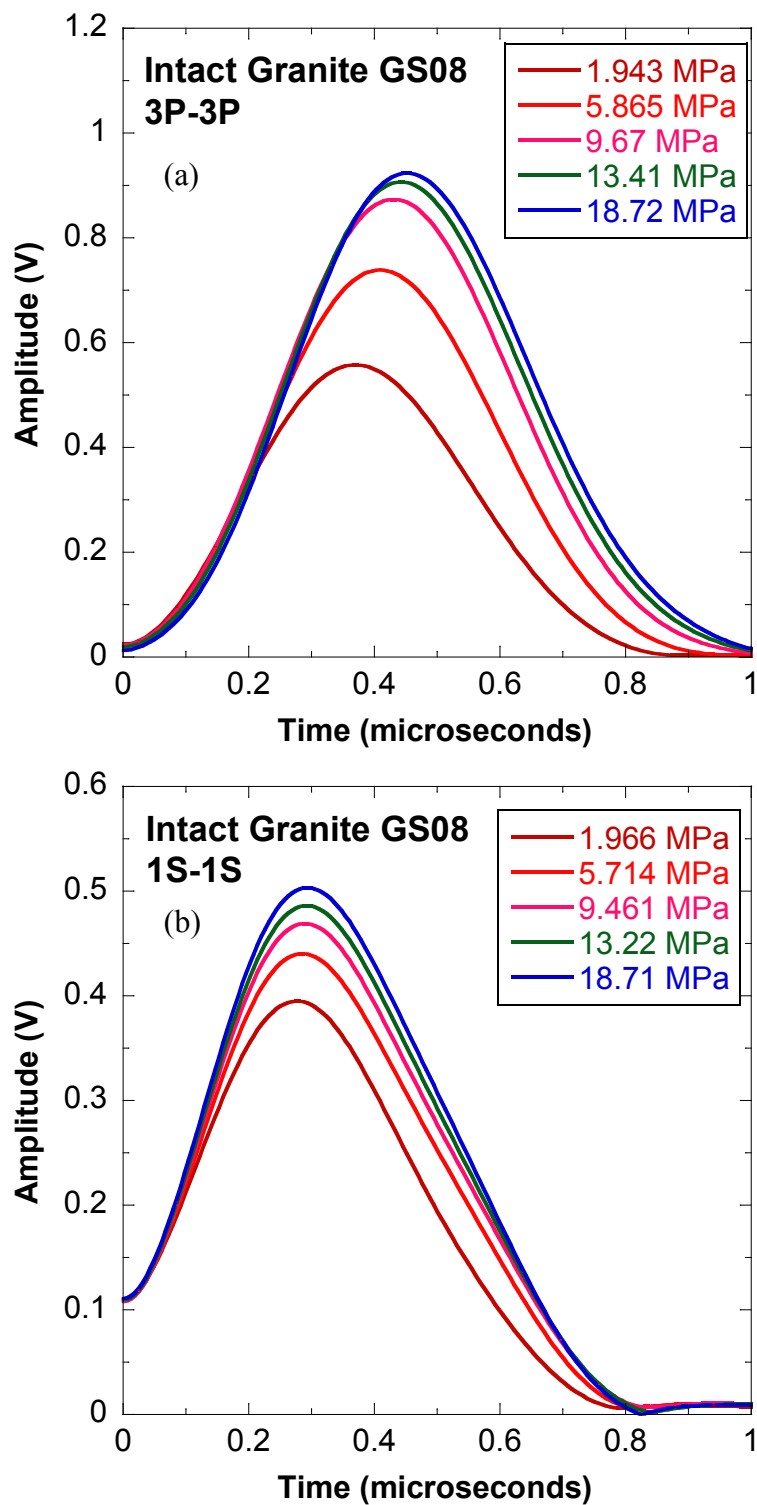 1.2
1
0.8
0.6
0.4
0.2
0
Amplitude (V)
Intact Granite GS08
3P-3P
(a)
1.943 MPa
5.865 MPa
9.67 MPa
13.41 MPa
18.72 MPa
0 0.2 0.4 0.6 0.8 1
Time (microseconds)
0.6
0.5
0.4
0.3
0.2
0.1
0
Amplitude (V)
Intact Granite GS08
1S-1S
(b)
1.966 MPa
5.714 MPa
9.461 MPa
13.22 MPa
18.71 MPa
0 0.2 0.4 0.6 0.8 1
Time (microseconds)